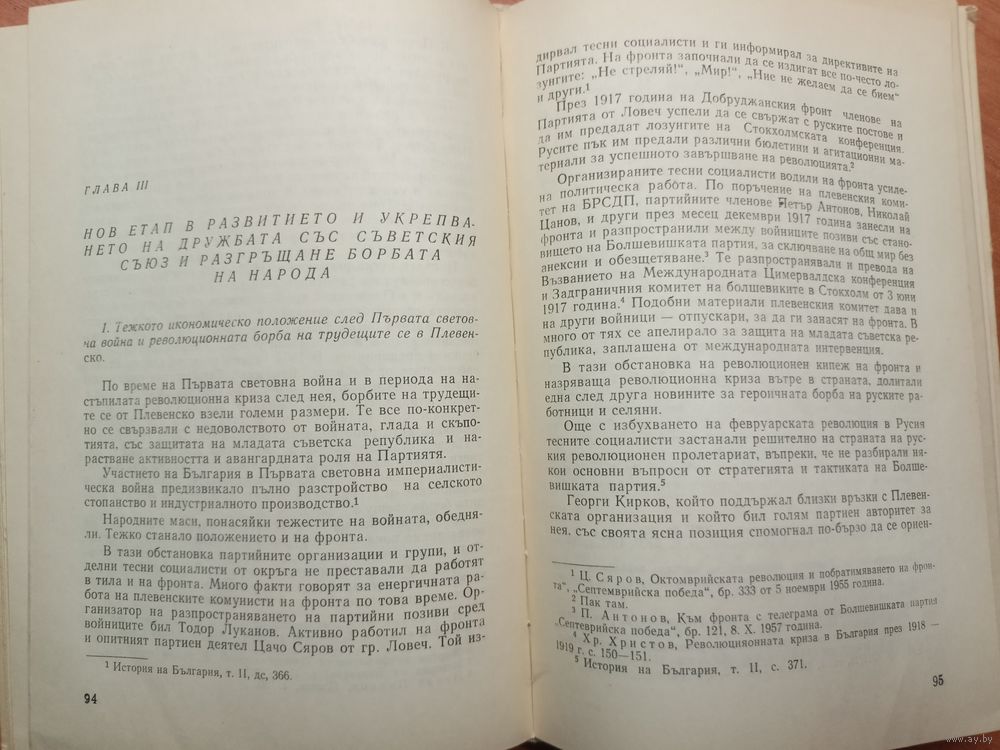 ГЛАВА III
НОВ ЕТАП В РАЗВИТИЕТО И УКРЕПВА-
НЕТО НА ДРУЖБАТА СЪС СЪВЕТСКИЯ
СЪЮЗ И РАЗГРЪЩАНЕ БОРБАТА
НА НАРОДА
1. Тежкото икономическо положение след Първата светов-
ча война и революционната борба на трудещите се в Плевен-
ско.
По време на Първата световна война и в периода на на-
стъпилата революционна криза след нея, борбите на трудещи-
те се от Плевенско взели големи размери. Те все по-конкрет-
но се свързвали с недоволството от войната, глада и скъпо-
тията, със защитата на младата съветска република и на-
растване активността и авангардната роля на Партиятя.
Участието на България в Първата световна империалисти-
ческа война предизвикало пълно разстройство на селското
стопанство и индустриалното производство.¹
Народните маси, понасяйки тежестите на войната, обедня-
ли. Тежко станало положението и на фронта.
В тази обстановка партийните организации и групи, и от-
делни тесни социалисти от окръга не преставали да работят
в тила и на фронта. Много факти говорят за енергичната ра-
бота на плевенските комунисти на фронта по това време. Ор-
ганизатор на разпространяването на партийни позиви сред
войниците бил Тодор Луканов. Активно работил на фронта
и опитният партиен деятел Цачо Сяров от гр. Ловеч. Той из-
¹ История на България, т. II, дс, 366.
94
дирвал тесни социалисти и ги информирал за директивите на
Партията. На фронта започнали да се издигат все по-често ло-
зунгите: „Не стреляй!“, „Мир!“, „Ние не желаем да се бием“
и други.¹
През 1917 година на Добруджанския фронт членове на
Партията от Ловеч успели да се свържат с руските постове и
да им предадат лозунгите на Стокхолмската конференция.
Русите пък им предали различни бюлетини и агитационни ма-
териали за успешното завършване на революцията.²
Организираните тесни социалисти водили на фронта усиле-
на политическа работа. По поръчение на плевенския коми-
тет на БРСДП, партийните членове Петър Антонов, Николай
Цанов, и други през месец декември 1917 година занесли на
фронта и разпространили между войниците позиви със стано-
вището на Болшевишката партия, за сключване на общ мир без
анексии и обезщетяване.³ Те разпространявали и превода на
Възванието на Международната Цимервалдска конференция
и Задграничния комитет на болшевиките в Стокхолм от 3 юни
1917 година.⁴ Подобни материали плевенския комитет дава и
на други войници — отпускари, за да ги занасят на фронта. В
много от тях се апелирало за защита на младата съветска ре-
публика, заплашена от международната интервенция.
В тази обстановка на революционен кипеж на фронта и
назряваща революционна криза вътре в страната, долитали
една след друга новините за героичната борба на руските ра-
ботници и селяни.
Още с избухването на февруарската революция в Русия
тесните социалисти застанали решително на страната на рус-
кия революционен пролетариат, въпреки, че не разбирали ня-
кои основни въпроси от стратегията и тактиката на Болше-
вишката партия.⁵
Георги Кирков, който поддържал близки връзки с Плевен-
ската организация и който бил голям партиен авторитет за
нея, със своята ясна позиция спомогнал по-бързо да се ориен-
¹ Ц. Сяров, Октомврийската революция и побратимяването на фрон-
та“, „Септемврийска победа“, бр. 333 от 5 ноември 1955 година.
² Пак там.
³ П. Антонов, Към фронта с телеграма от Болшевишката партия
„Септеврийска победа“, бр. 121, 8. X. 1957 година.
⁴ Хр. Христов, Революцяонната криза в България през 1918 —
1919 г. с. 150—151.
⁵ История на България, т. II, с. 371.
95
www.ay.by